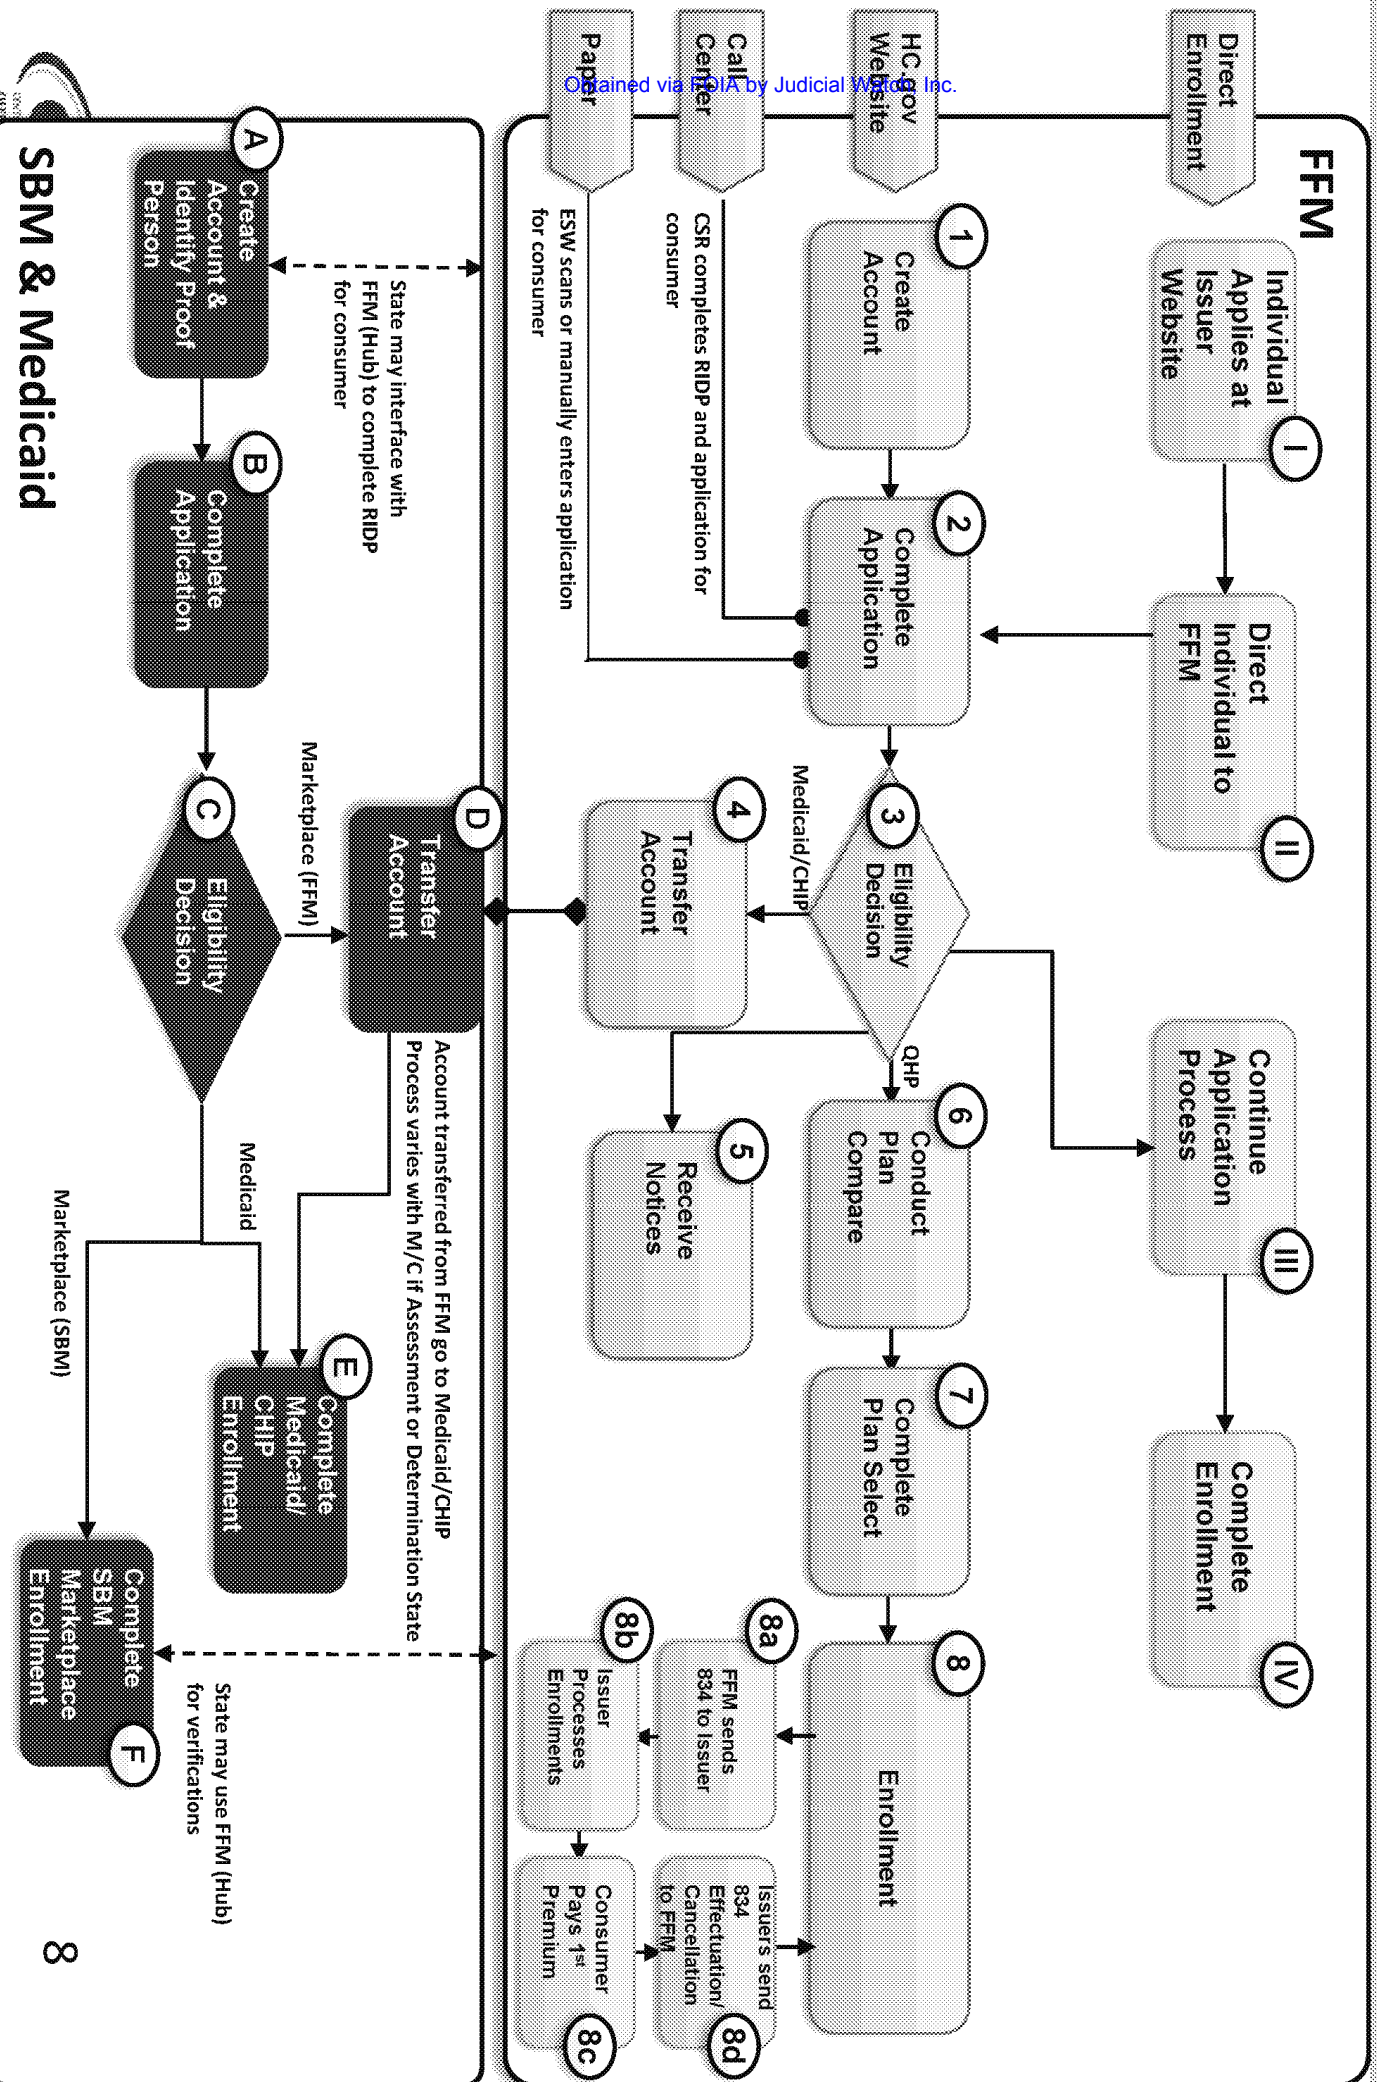 FFM
Direct
Enrollment
Individual
Applies at
Issuer
Website
I
Direct
Individual to
FFM
II
Continue
Application
Process
III
Complete
Enrollment
IV
HC.gov
Website
1
Create
Account
2
Complete
Application
3
Eligibility
Decision
QHP
6
Conduct
Plan
Compare
7
Complete
Plan Select
8
Enrollment
Call
Center
CSR completes RIDP and application for
consumer
Medicaid/CHIP
4
Transfer
Account
5
Receive
Notices
8a
FFM sends
834 to Issuer
Issuers send
834
Effectuation/
Cancellation
to FFM
8d
Paper
ESW scans or manually enters application
for consumer
8b
Issuer
Processes
Enrollments
Consumer
Pays 1st
Premium
8c
Obtained via FOIA by Judicial Watch, Inc.
State may interface with
FFM (Hub) to complete RIDP
for consumer
D
Transfer
Account
Account transferred from FFM go to Medicaid/CHIP
Process varies with M/C if Assessment or Determination State
Marketplace (FFM)
A
Create
Account &
Identity Proof
Person
B
Complete
Application
C
Eligibility
Decision
Medicaid
E
Complete
Medicaid/
CHIP
Enrollment
State may use FFM (Hub)
for verifications
Marketplace (SBM)
Complete
SBM
Marketplace
Enrollment
F
SBM & Medicaid
8